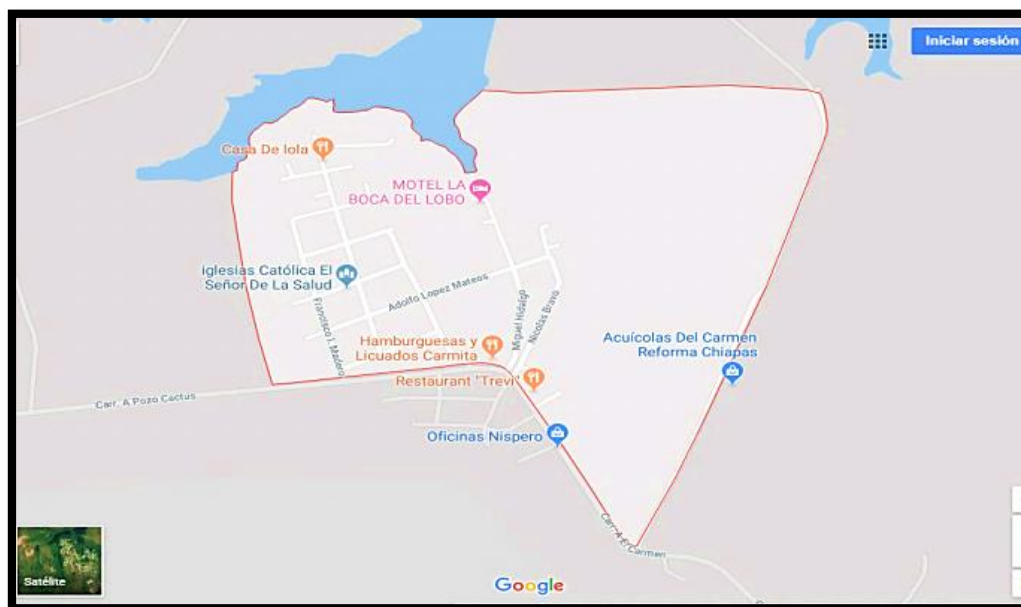 Iniciar sesión
Casa De lola
MOTEL LA
BOCA DEL LOBO
iglesias Católica El
Señor De La Salud
Adolfo Lopez Mateos
Francisco I. Madero
Miguel Hidalgo
Nicolas Bravo
Hamburguesas y
Licuados Carmita
Acuícolas Del Carmen
Reforma Chiapas
Restaurant "Trevi"
Carr. A Pozo Cactus
Oficinas Nispero
Carr. A El Carmen
Satélite
Google